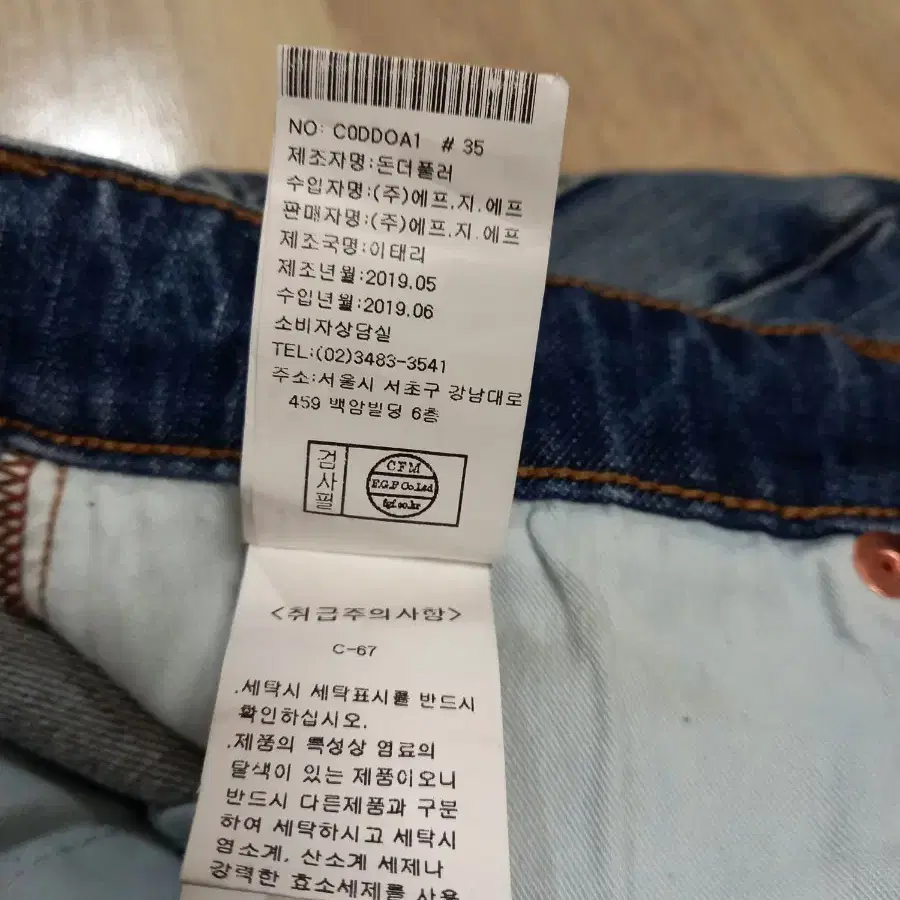 NO: C0DDOA1 # 35
제조자명:돈더풀러
수입자명:(주)에프.지.에프
판매자명:(주)에프.지.에프
제조국명:이태리
제조년월:2019.05
수입년월:2019.06
소비자상담실
TEL:(02)3483-3541
주소:서울시 서초구 강남대로
459 백암빌딩 6층
검사필
CFM
F.G.F Co.Ltd
fgf.co.kr
<취급주의사항>
C-67
.세탁시 세탁표시를 반드시
확인하십시오.
.제품의 특성상 염료의
탈색이 있는 제품이오니
반드시 다른제품과 구분
하여 세탁하시고 세탁시
염소계, 산소계 세제나
강력한 효소세제를 사용